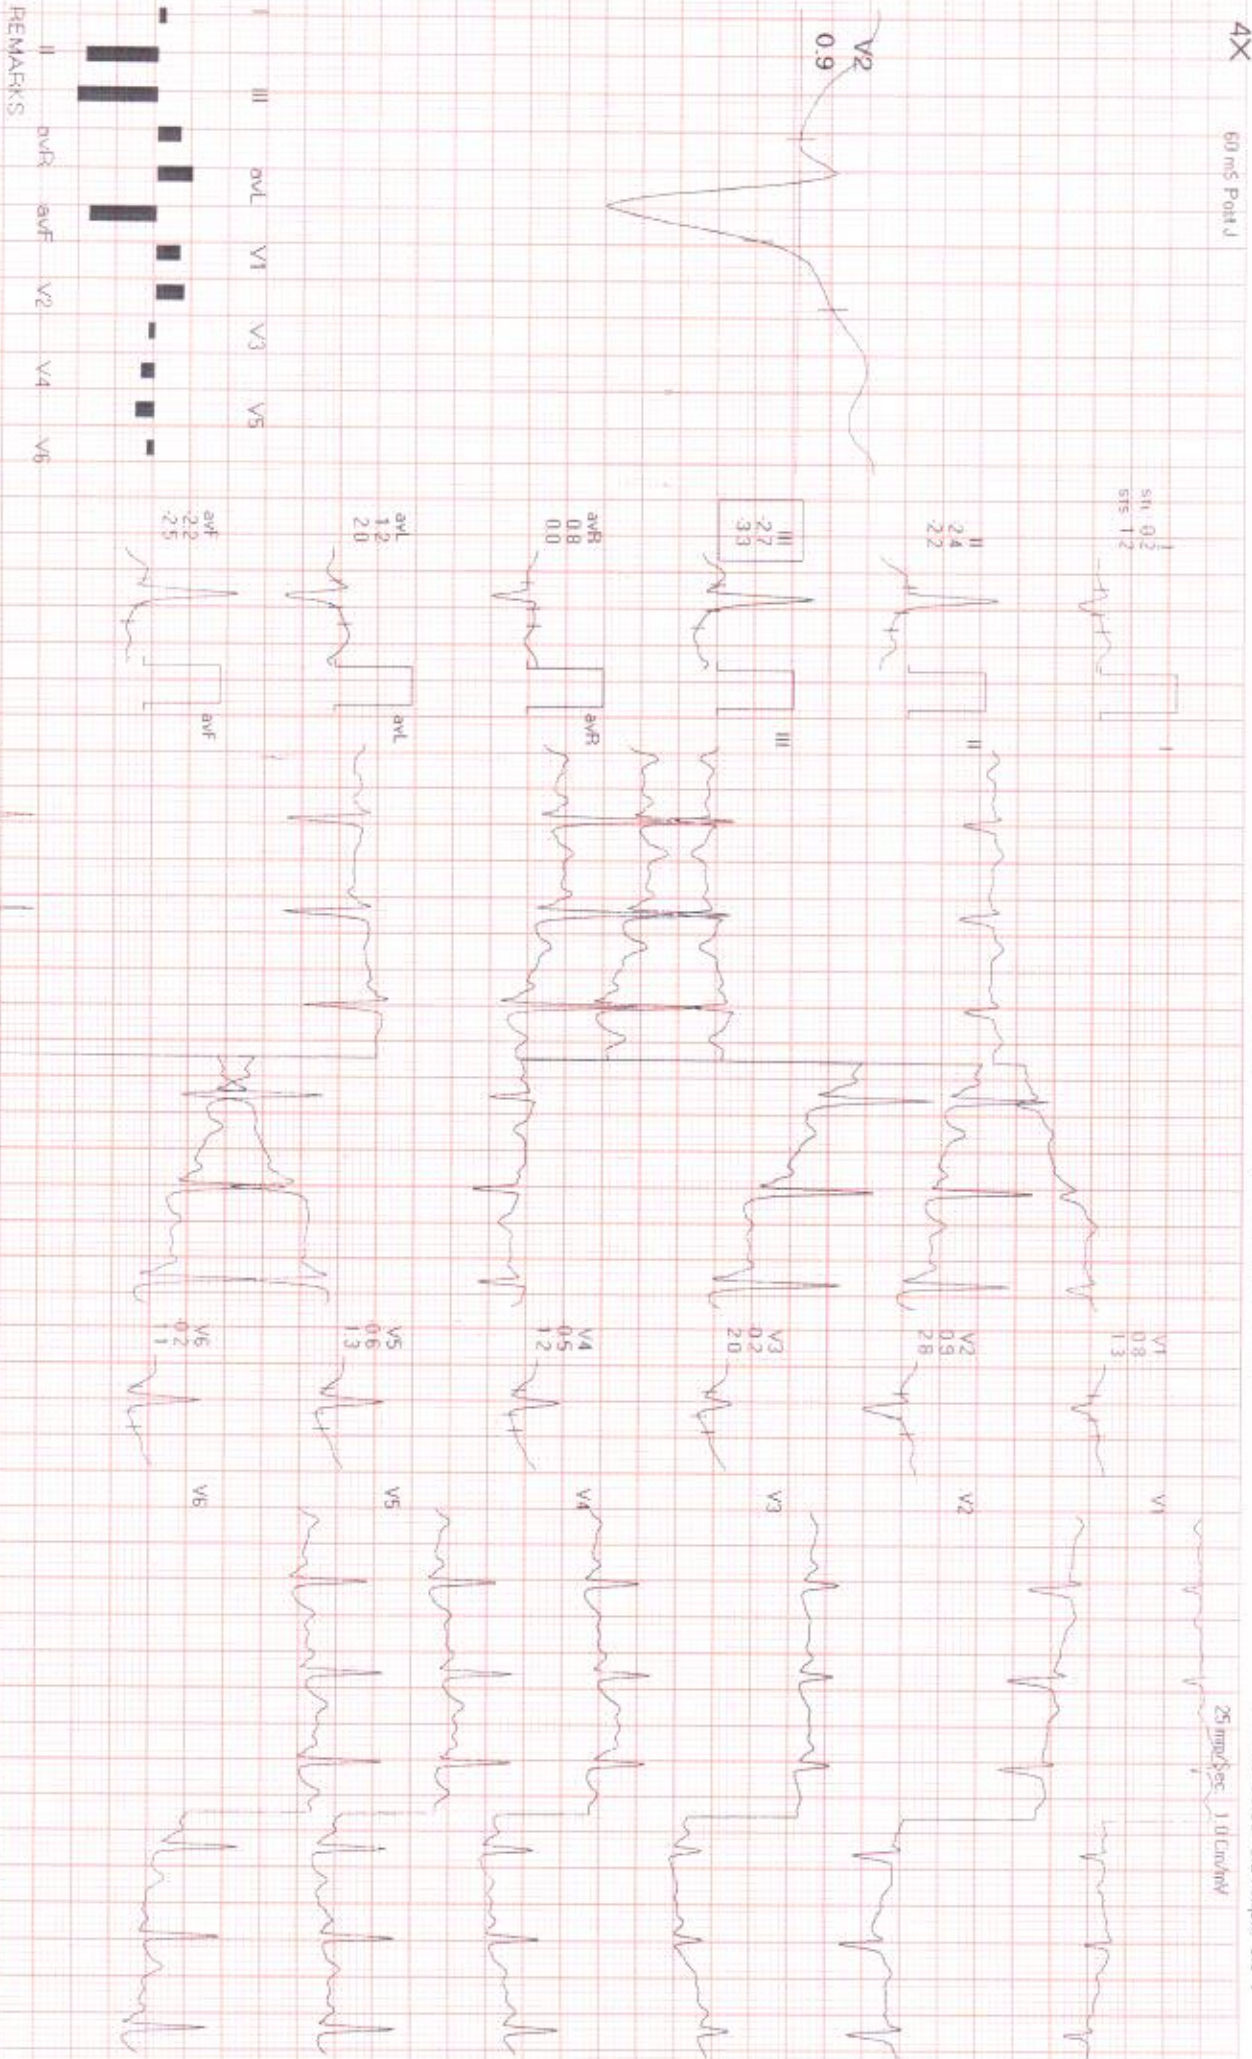 4X
60 mS Post J
25 mm/Sec. 1.0 Cm/mV
V2
0.9
I
STL 0.2
STS 1.2
I
II
-2.4
-2.2
II
III
-2.7
-3.3
III
avR
0.8
0.0
avR
avL
1.2
2.0
avL
avF
-2.2
-2.5
avF
V1
0.8
1.3
V1
V2
0.9
2.8
V2
V3
0.2
2.0
V3
V4
0.5
1.2
V4
V5
0.6
1.3
V5
V6
0.2
1.1
V6
I III avL V1 V3 V5
II avR avF V2 V4 V6
REMARKS